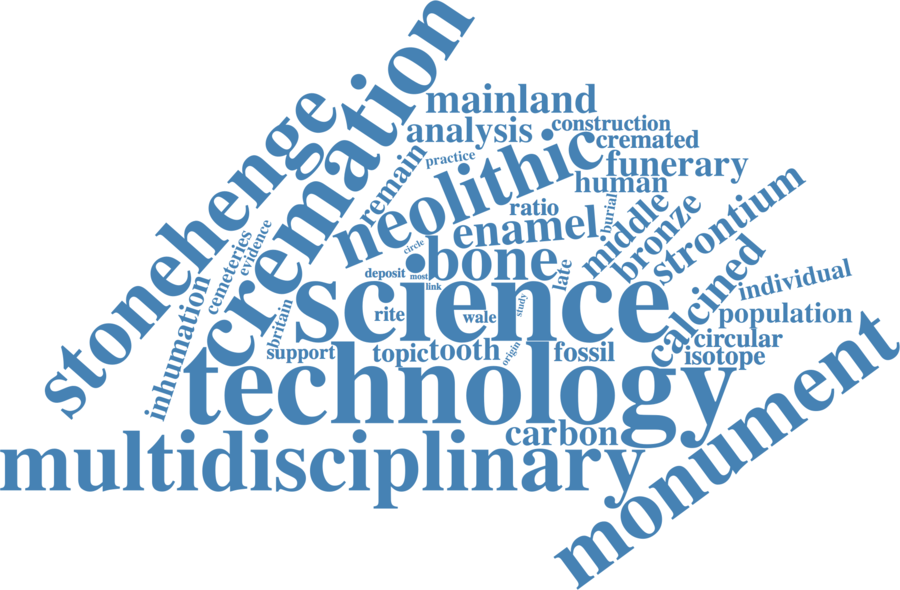 stonehenge
cremation
mainland
analysis
construction
cremated
practice
remain
neolithic
funerary
human
ratio
burial
enamel
middle
bronze
strontium
cemeteries
evidence
circle
bone
deposit
most
link
late
calcined
individual
inhumation
britain
science
rite
wale
study
population
circular
isotope
support
topic
tooth
origin
fossil
technology
carbon
multidisciplinary
monument